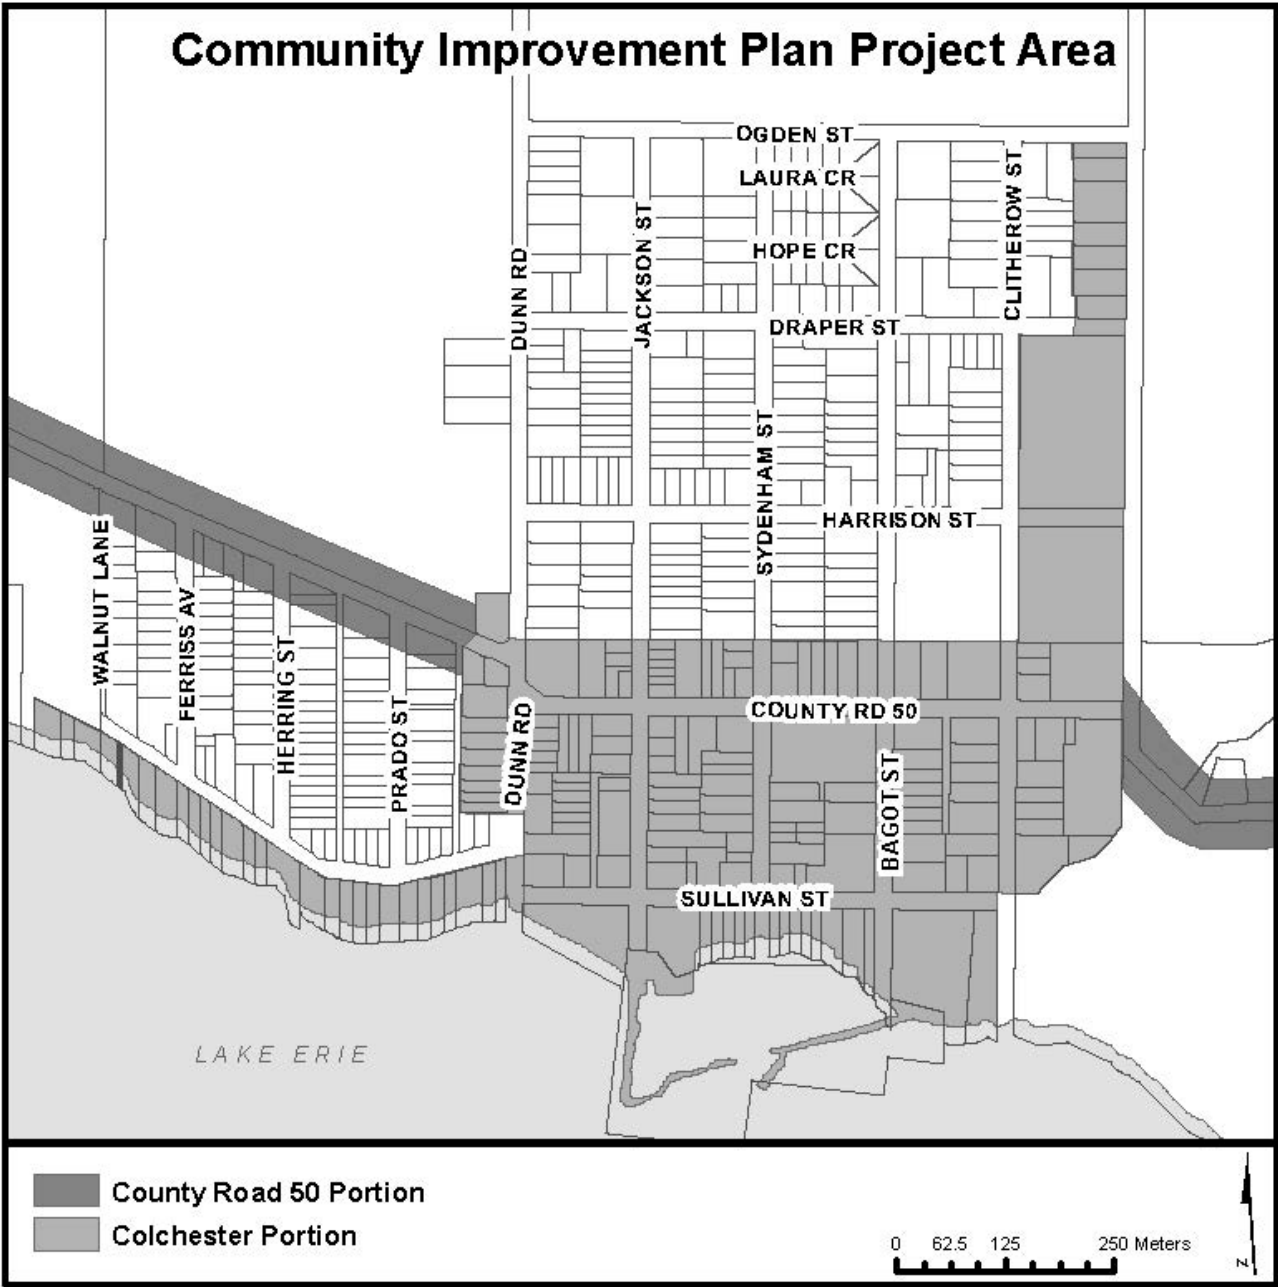 Community Improvement Plan Project Area
OGDEN ST
LAURA CR
CLITHEROW ST
JACKSON ST
HOPE CR
DUNN RD
DRAPER ST
SYDENHAM ST
HARRISON ST
WALNUT LANE
FERRISS AV
HERRING ST
PRADO ST
DUNN RD
COUNTY RD 50
BAGOT ST
SULLIVAN ST
LAKE ERIE
County Road 50 Portion
Colchester Portion
0 62.5 125 250 Meters
N